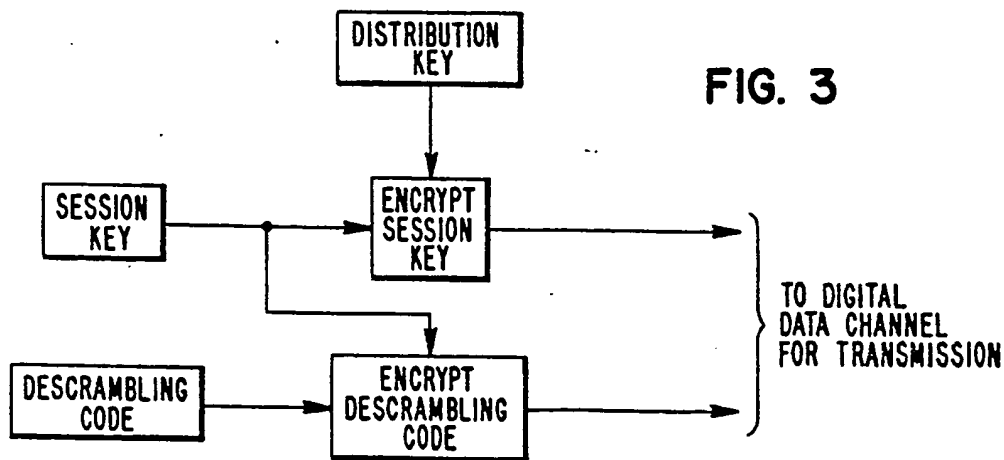 DISTRIBUTION
KEY
FIG. 3
SESSION
KEY
ENCRYPT
SESSION
KEY
TO DIGITAL
DATA CHANNEL
FOR TRANSMISSION
DESCRAMBLING
CODE
ENCRYPT
DESCRAMBLING
CODE